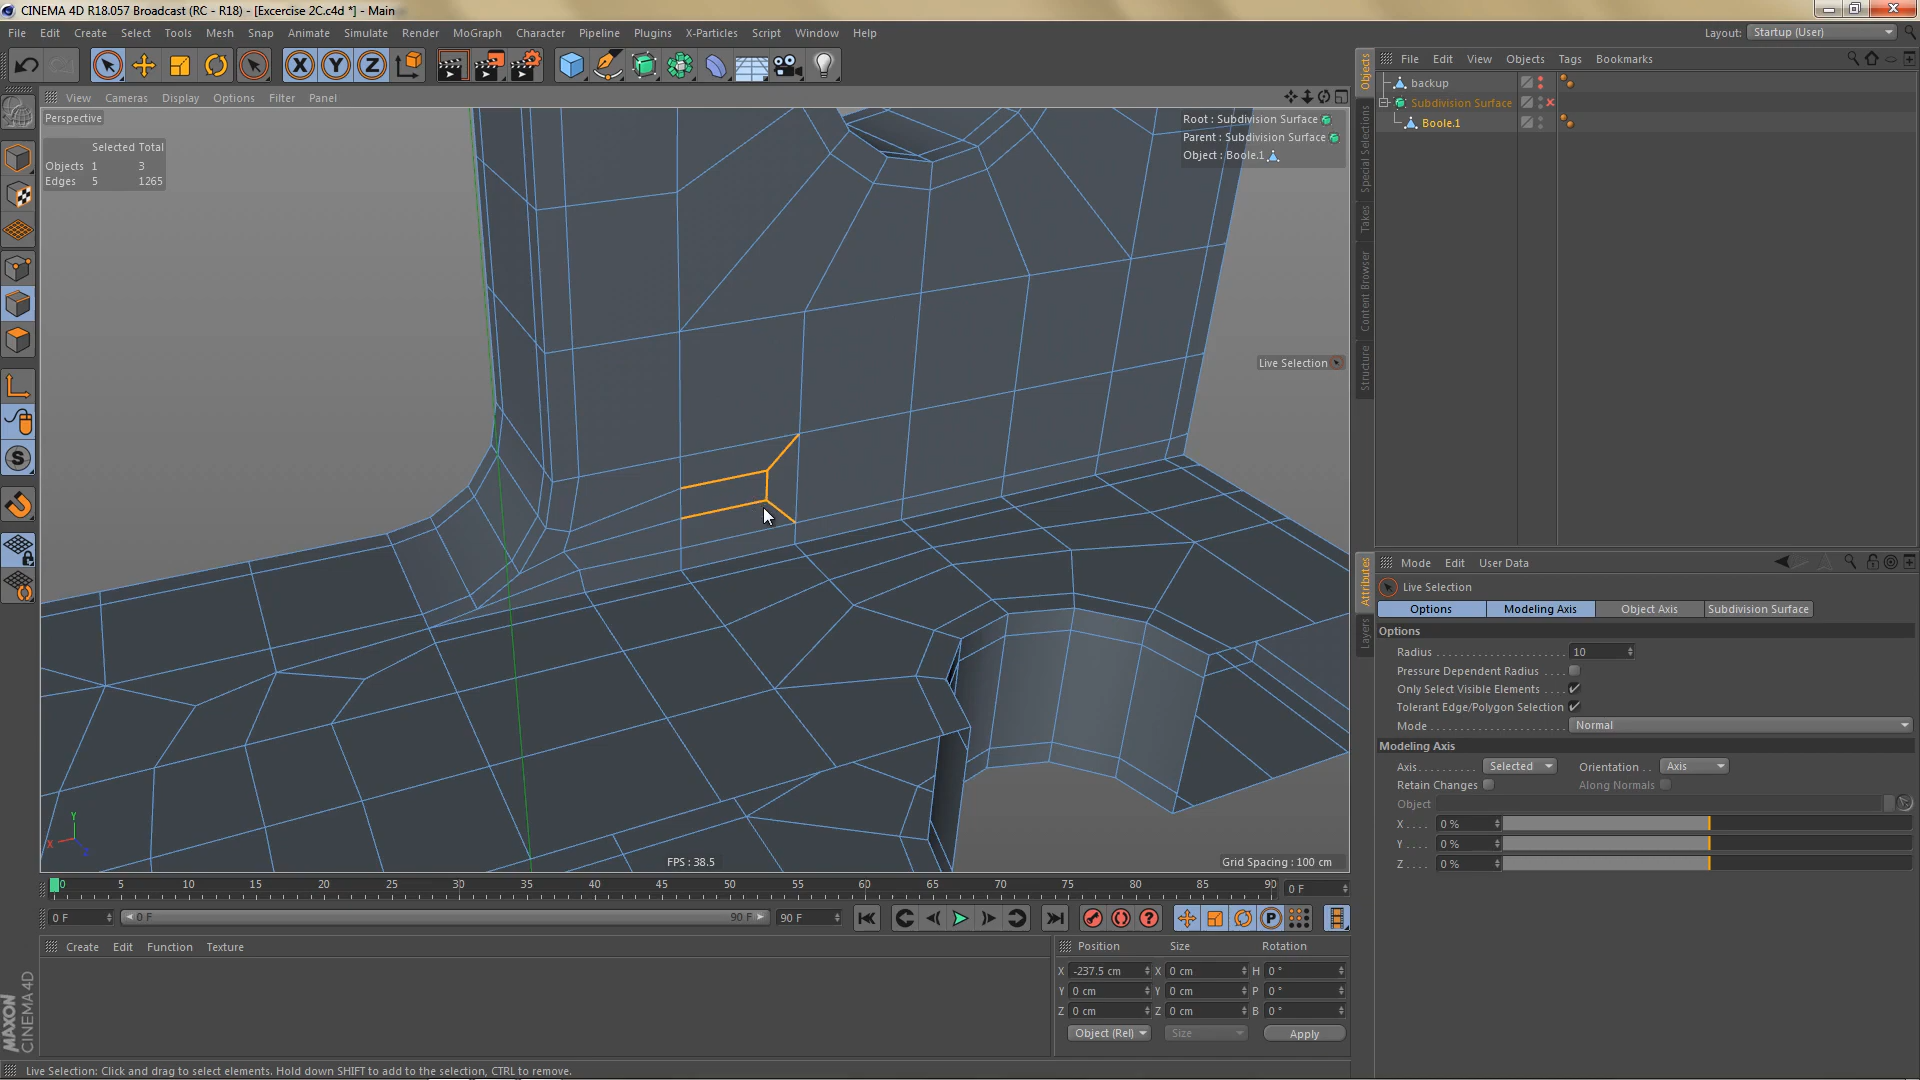 CINEMA 4D R18.057 Broadcast (RC - R18) - [Excercise 2C.c4d *] - Main
File Edit Create Select Tools Mesh Snap Animate Simulate Render MoGraph Character Pipeline Plugins X-Particles Script Window Help
Layout: Startup (User)
X Y Z
File Edit View Objects Tags Bookmarks
View Cameras Display Options Filter Panel
Perspective
Selected Total
Objects 1 3
Edges 5 1265
Root : Subdivision Surface
Parent : Subdivision Surface
Object : Boole.1
Live Selection
backup
Subdivision Surface
Boole.1
Objects
Special Selections
Takes
Content Browser
Structure
Attributes
Layers
Mode Edit User Data
Live Selection
Options Modeling Axis Object Axis Subdivision Surface
Options
Radius 10
Pressure Dependent Radius
Only Select Visible Elements
Tolerant Edge/Polygon Selection
Mode Normal
Modeling Axis
Axis Selected Orientation Axis
Retain Changes Along Normals
Object
X 0 %
Y 0 %
Z 0 %
Y
X
Z
FPS : 38.5
Grid Spacing : 100 cm
0 5 10 15 20 25 30 35 40 45 50 55 60 65 70 75 80 85 90 0 F
0 F 0 F 90 F 90 F
Create Edit Function Texture
Position Size Rotation
X -237.5 cm X 0 cm H 0 °
Y 0 cm Y 0 cm P 0 °
Z 0 cm Z 0 cm B 0 °
Object (Rel) Size Apply
MAXON
CINEMA 4D
Live Selection: Click and drag to select elements. Hold down SHIFT to add to the selection, CTRL to remove.